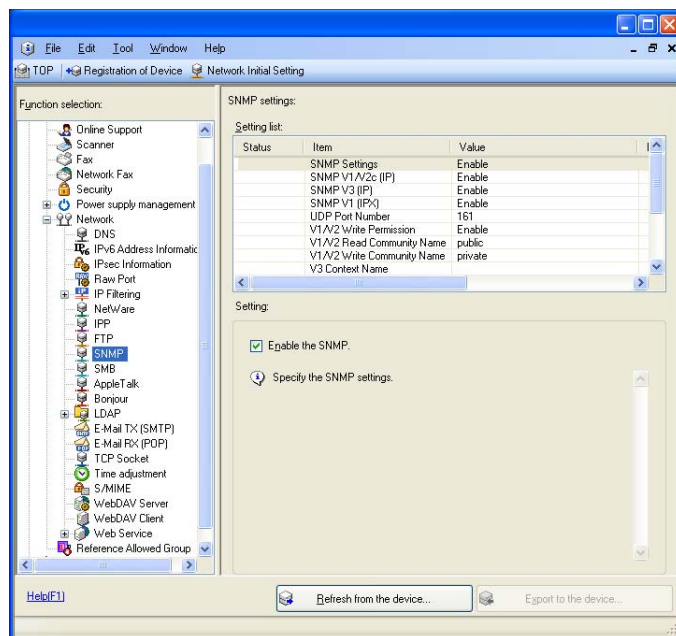 File Edit Tool Window Help
TOP Registration of Device Network Initial Setting
Function selection:
Online Support
Scanner
Fax
Network Fax
Security
Power supply management
Network
DNS
IPv6 Address Informatic
IPsec Information
Raw Port
IP Filtering
NetWare
IPP
FTP
SNMP
SMB
AppleTalk
Bonjour
LDAP
E-Mail TX (SMTP)
E-Mail RX (POP)
TCP Socket
Time adjustment
S/MIME
WebDAV Server
WebDAV Client
Web Service
Reference Allowed Group
SNMP settings:
Setting list:
Status Item Value
SNMP Settings Enable
SNMP V1/V2c (IP) Enable
SNMP V3 (IP) Enable
SNMP V1 (IPX) Enable
UDP Port Number 161
V1/V2 Write Permission Enable
V1/V2 Read Community Name public
V1/V2 Write Community Name private
V3 Context Name
Setting:
Enable the SNMP.
Specify the SNMP settings.
Help(F1)
Refresh from the device...
Export to the device...